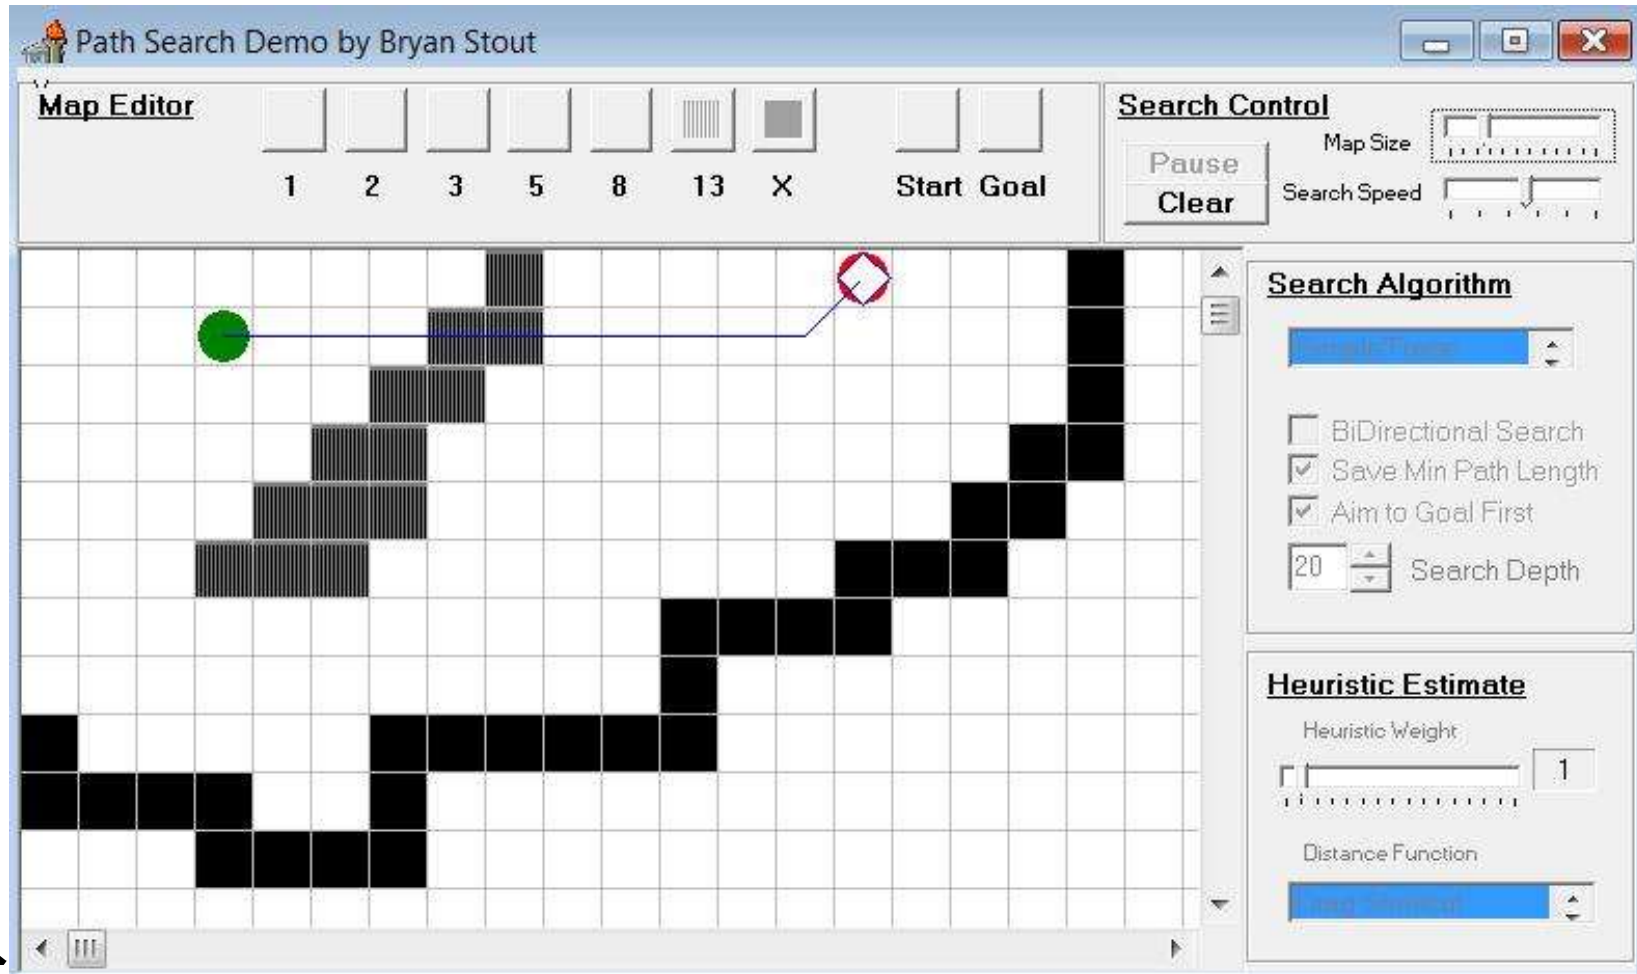 Path Search Demo by Bryan Stout
Map Editor
1 2 3 5 8 13 X Start Goal
Search Control
Map Size
Pause
Clear
Search Speed
Search Algorithm
BiDirectional Search
Save Min Path Length
Aim to Goal First
20 Search Depth
Heuristic Estimate
Heuristic Weight
1
Distance Function